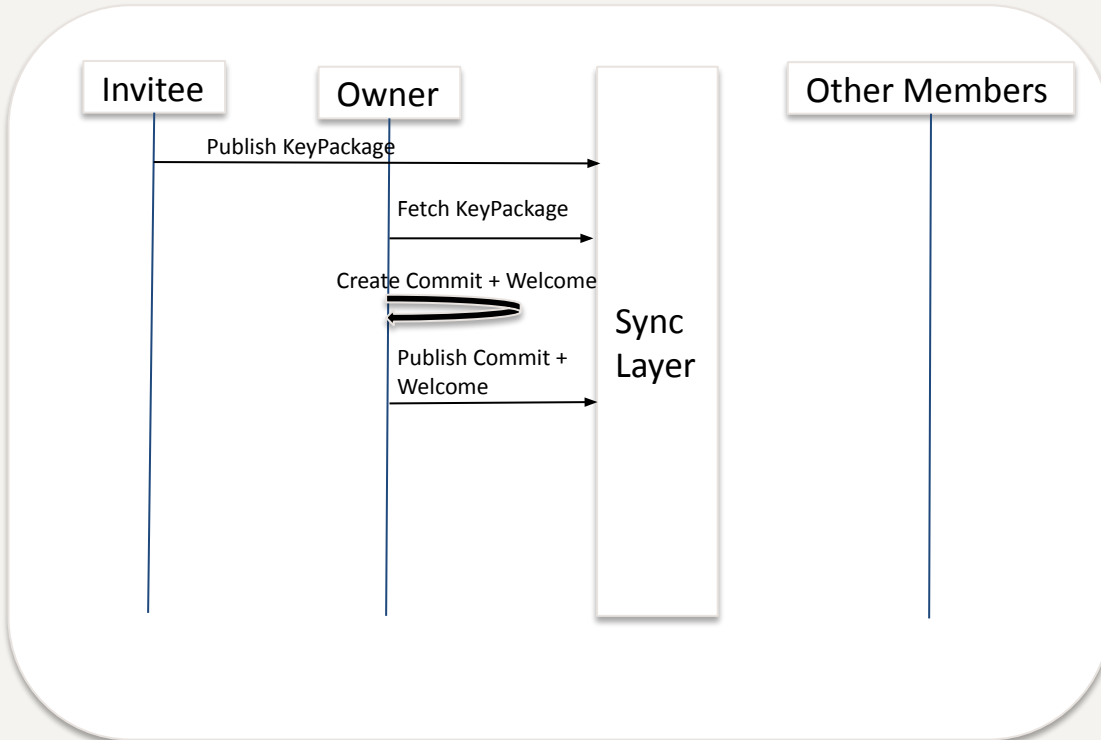 Invitee
Owner
Other Members
Publish KeyPackage
Fetch KeyPackage
Create Commit + Welcome
Sync
Layer
Publish Commit +
Welcome